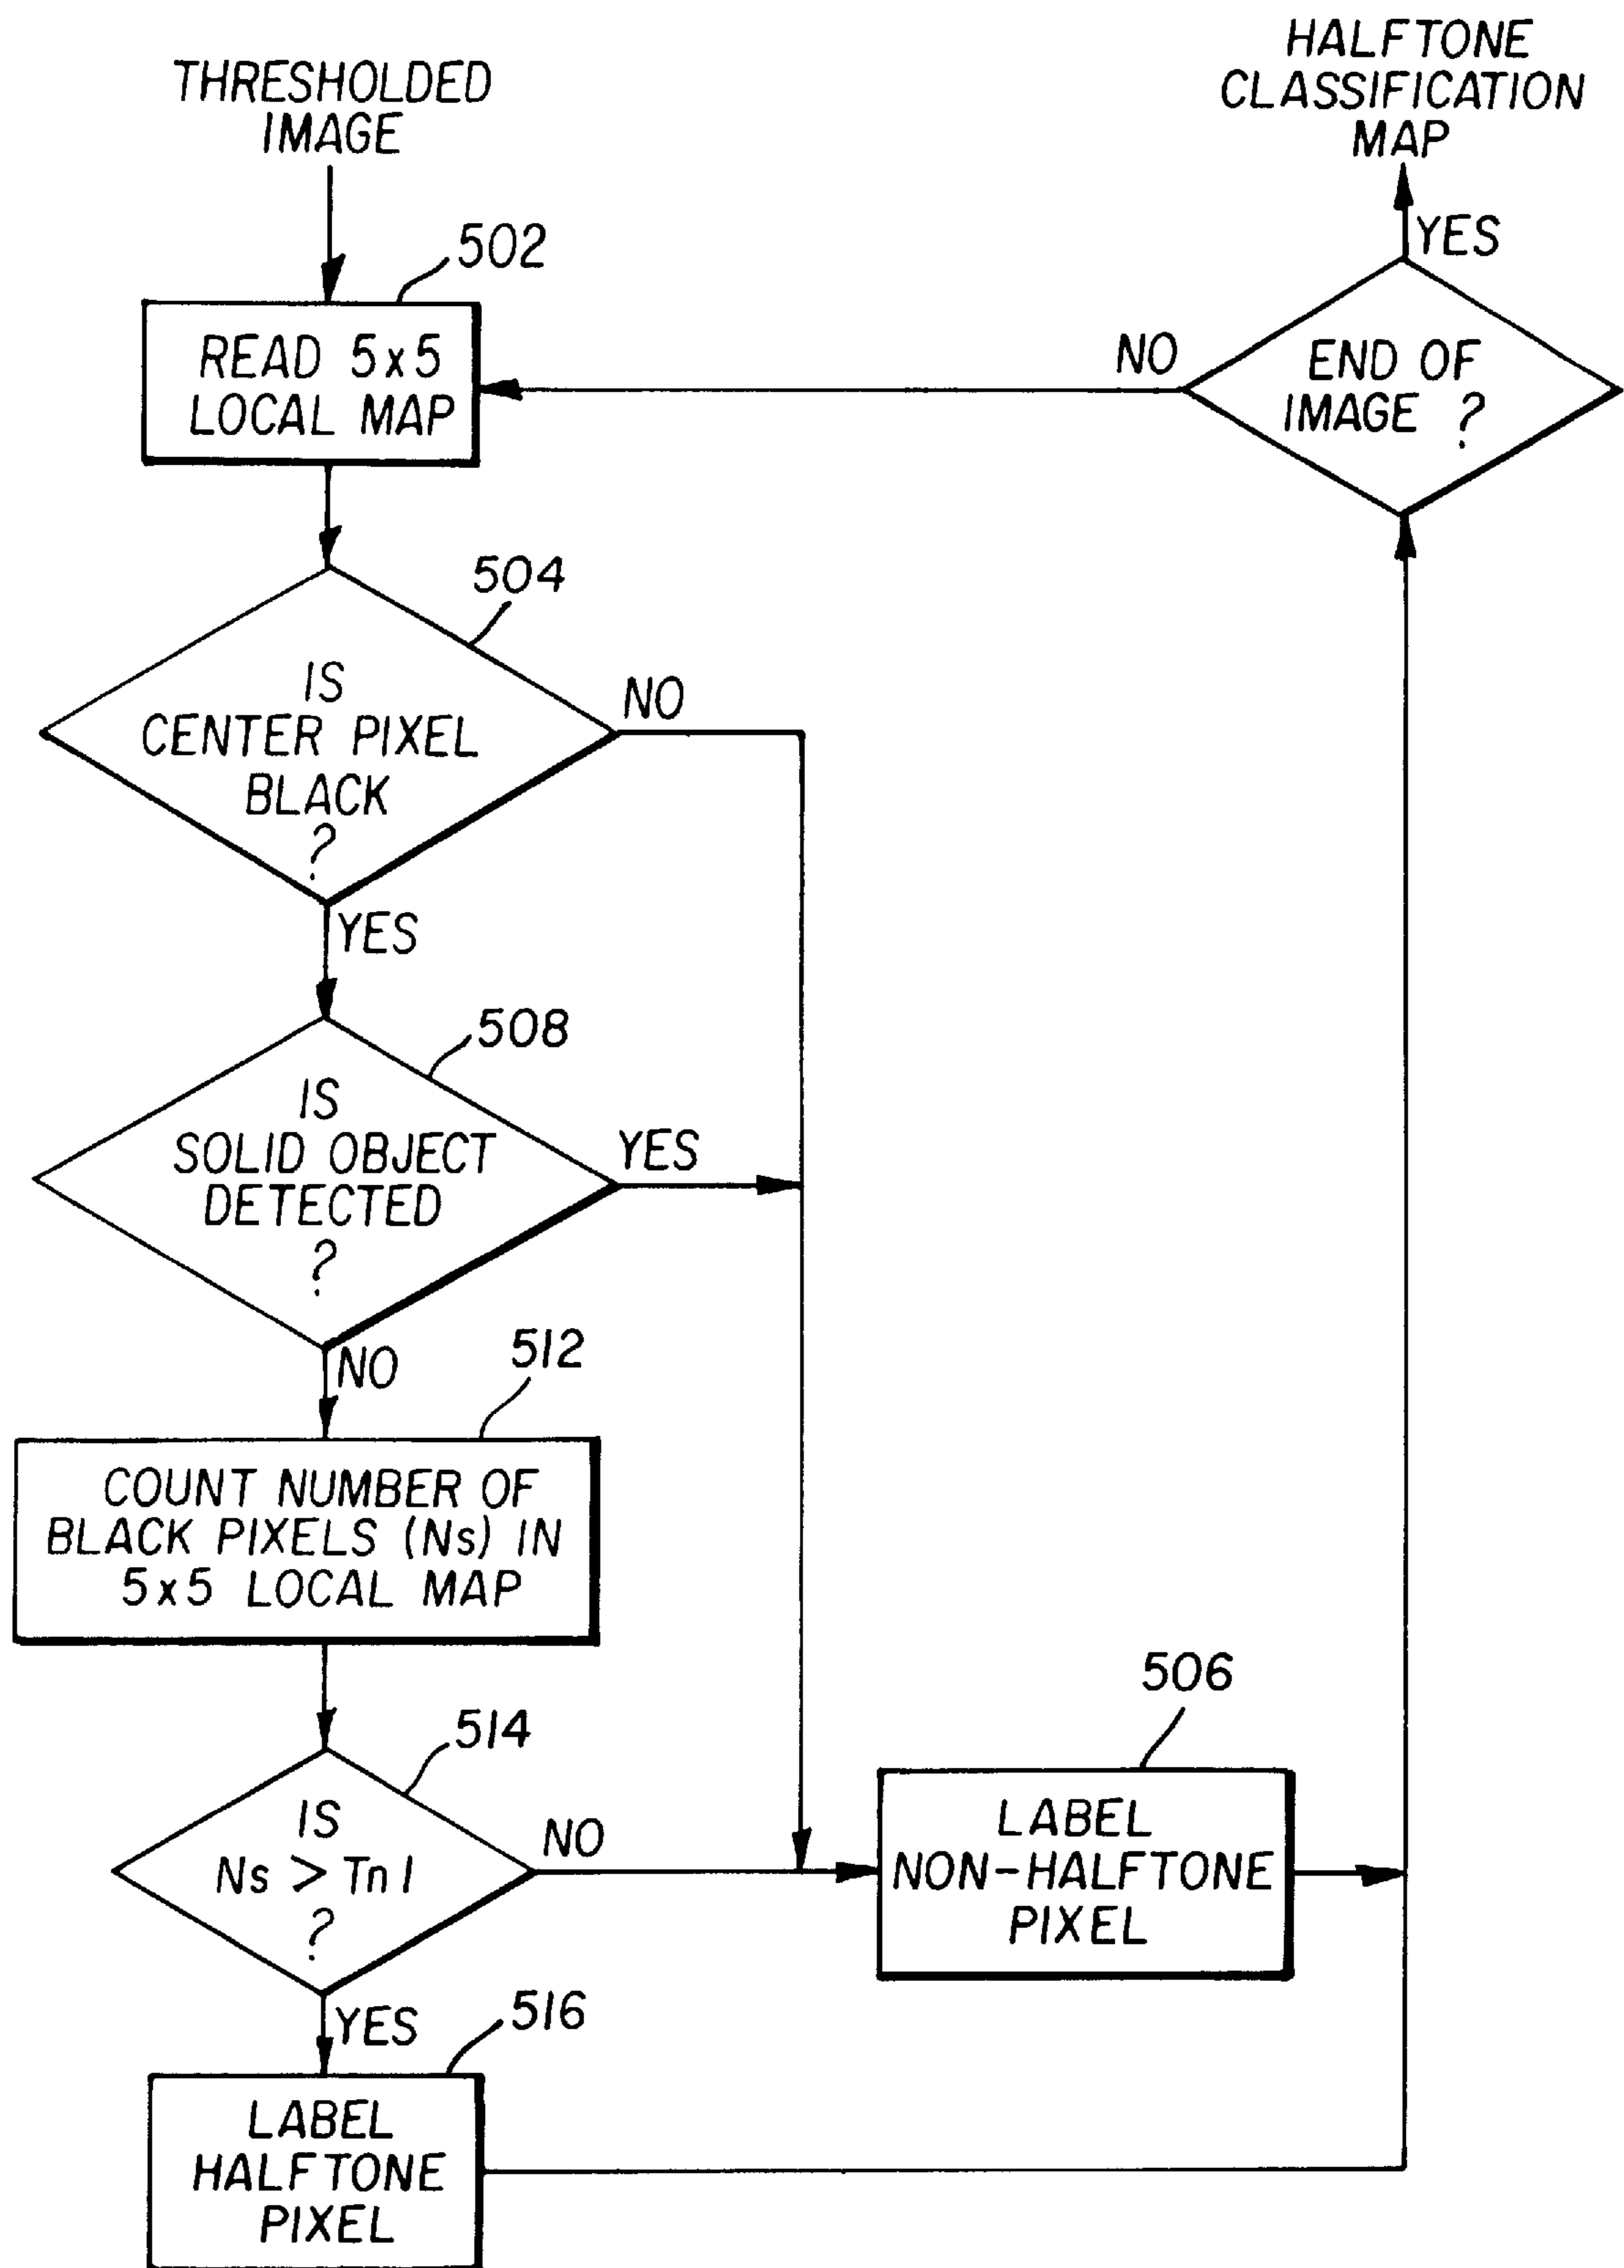 THRESHOLDED
IMAGE
HALFTONE
CLASSIFICATION
MAP
YES
502
READ 5x5
LOCAL MAP
NO
END OF
IMAGE ?
504
IS
CENTER PIXEL
BLACK
?
NO
YES
508
IS
SOLID OBJECT
DETECTED
?
YES
NO
512
COUNT NUMBER OF
BLACK PIXELS (Ns) IN
5x5 LOCAL MAP
514
IS
Ns > Tn1
?
NO
506
LABEL
NON-HALFTONE
PIXEL
YES
516
LABEL
HALFTONE
PIXEL